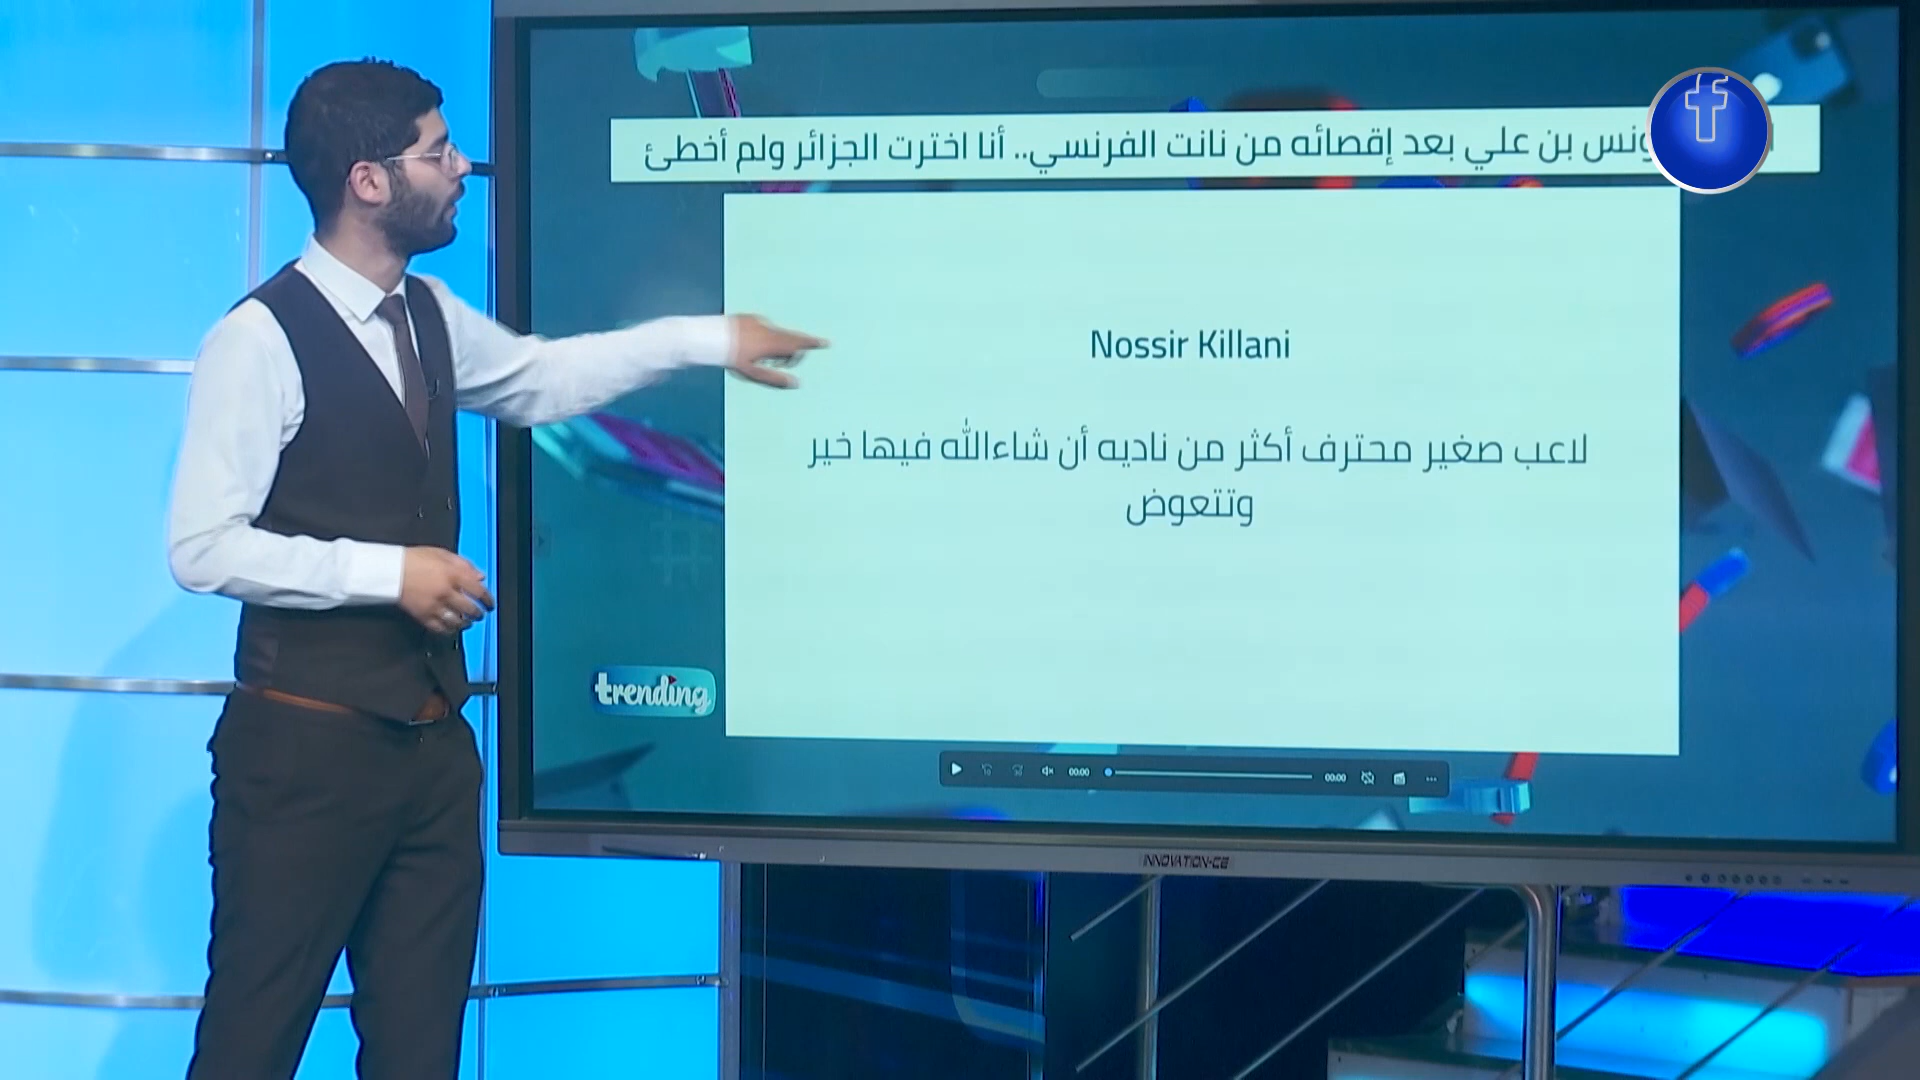 ونس بن علي بعد إقصائه من نانت الفرنسي.. أنا اخترت الجزائر ولم أخطئ
Nossir Killani
لاعب صغير محترف أكثر من ناديه أن شاءالله فيها خير
وتتعوض
trending
00:00
00:00
INNOVATION-CE
f